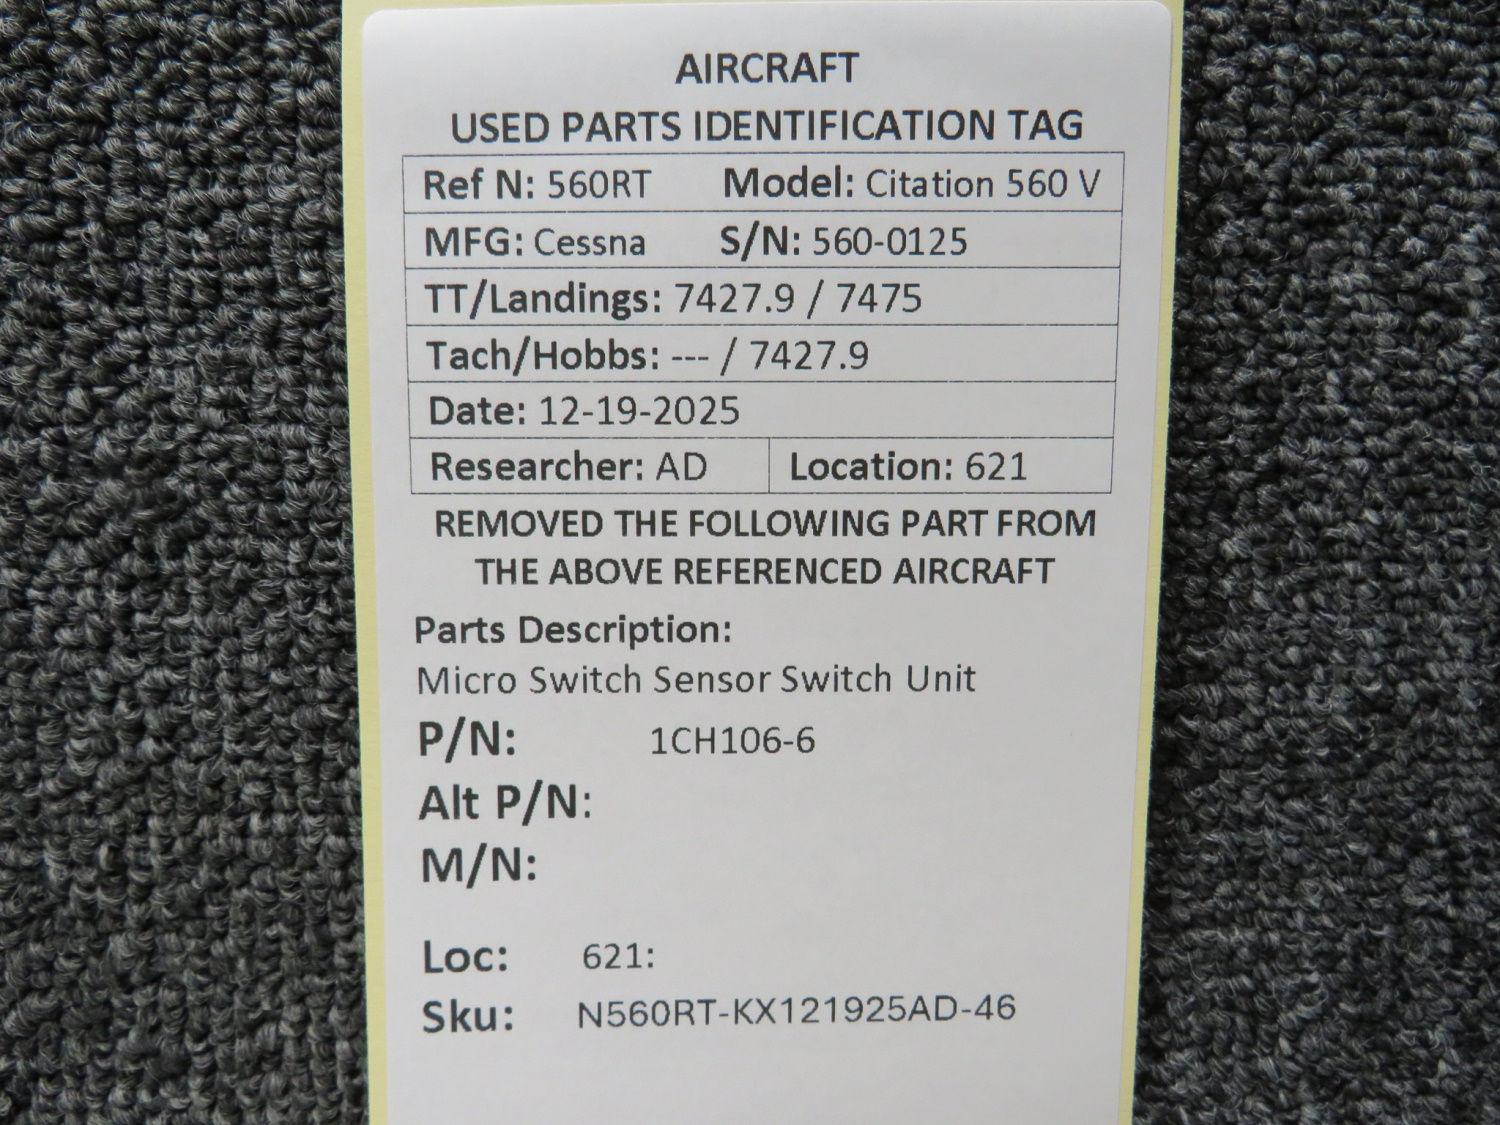 AIRCRAFT
USED PARTS IDENTIFICATION TAG
Ref N: 560RT Model: Citation 560 V
MFG: Cessna S/N: 560-0125
TT/Landings: 7427.9 / 7475
Tach/Hobbs: --- / 7427.9
Date: 12-19-2025
Researcher: AD Location: 621
REMOVED THE FOLLOWING PART FROM
THE ABOVE REFERENCED AIRCRAFT
Parts Description:
Micro Switch Sensor Switch Unit
P/N: 1CH106-6
Alt P/N:
M/N:
Loc: 621:
Sku: N560RT-KX121925AD-46